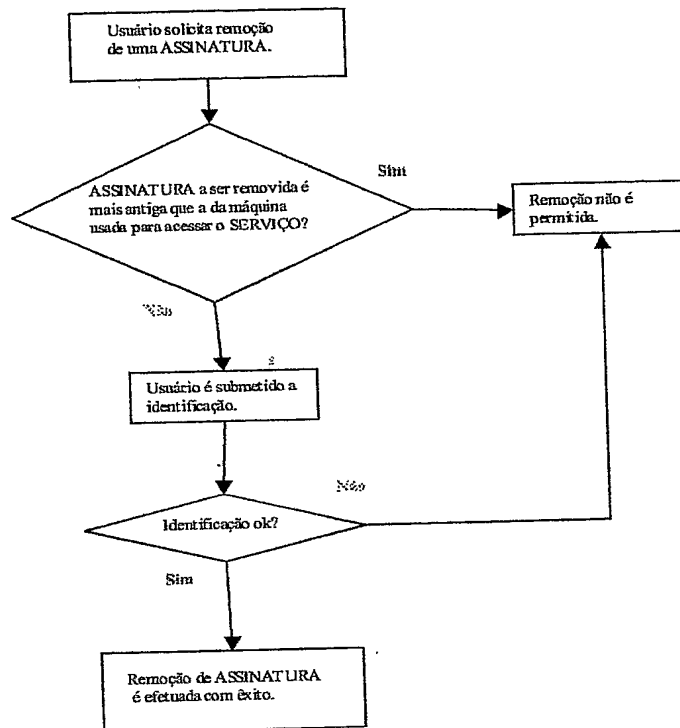 Usuário solicita remoção
de uma ASSINATURA.
Sim
ASSINATURA a ser removida é
mais antiga que a da máquina
usada para acessar o SERVIÇO?
Remoção não é
permitida.
Não
Usuário é submetido a
identificação.
Não
Identificação ok?
Sim
Remoção de ASSINATURA
é efetuada com êxito.